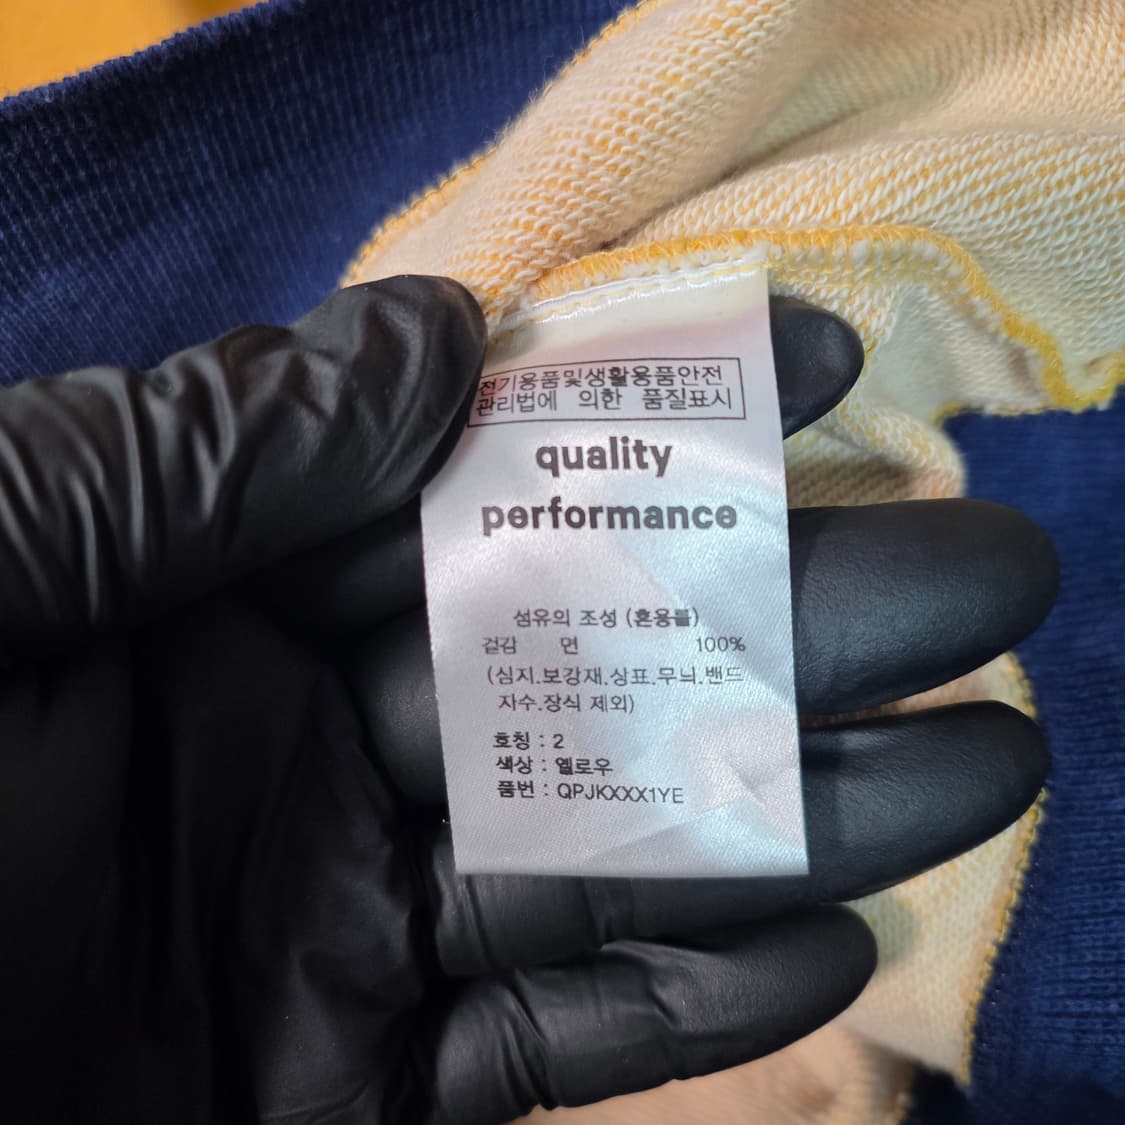 전기용품및생활용품안전
관리법에 의한 품질표시
quality
performance
섬유의 조성 (혼용률)
겉감 면 100%
(심지.보강재.상표.무늬.밴드
자수.장식 제외)
호칭 : 2
색상 : 옐로우
품번 : QPJKXXX1YE